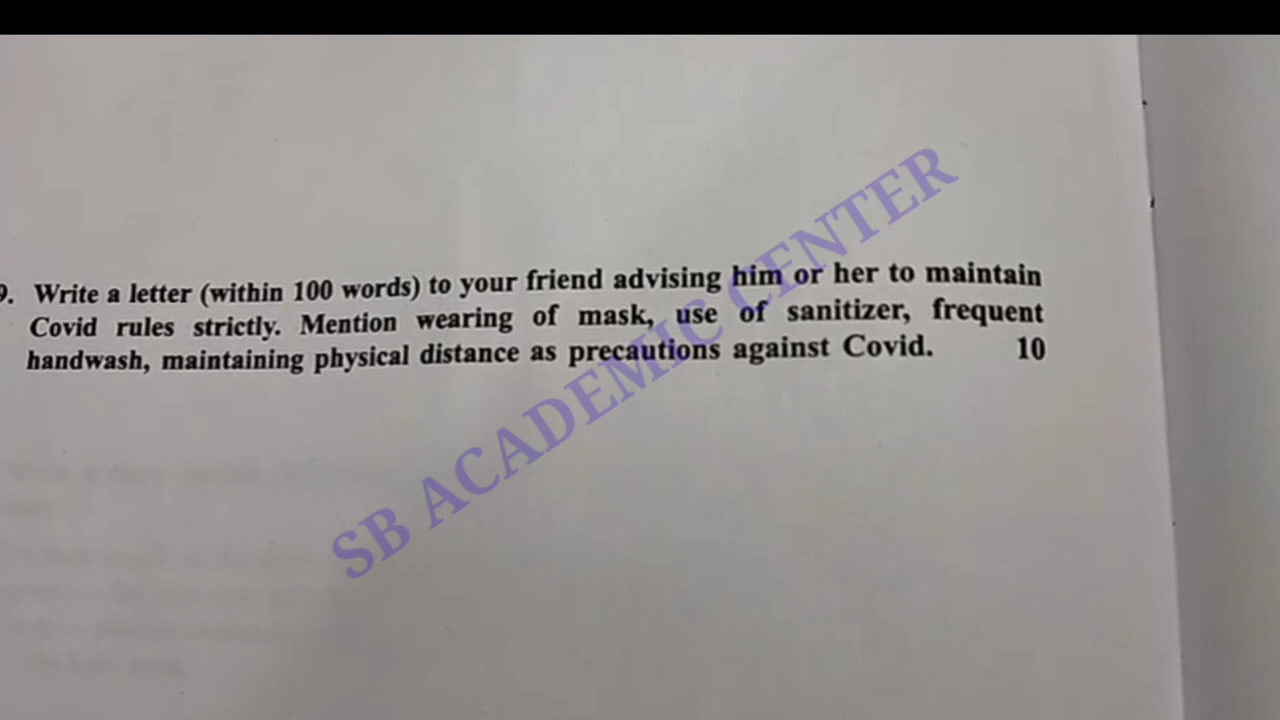 9. Write a letter (within 100 words) to your friend advising him or her to maintain
Covid rules strictly. Mention wearing of mask, use of sanitizer, frequent
handwash, maintaining physical distance as precautions against Covid. 10
SB ACADEMIC CENTER